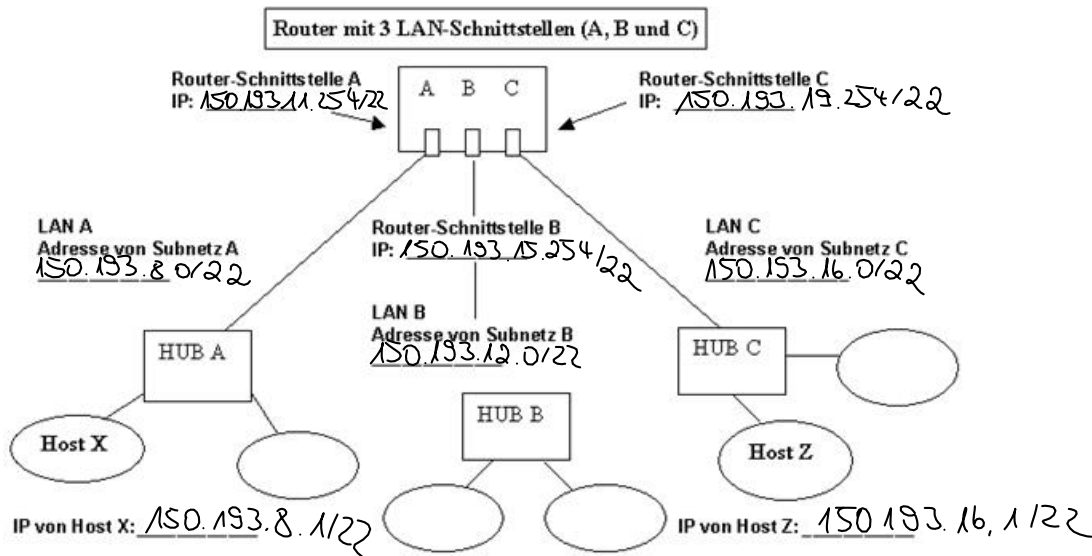 Router mit 3 LAN-Schnittstellen (A, B und C)
Router-Schnittstelle A
IP: 150.193.11.254/22
A B C
Router-Schnittstelle C
IP: 150.193.19.254/22
LAN A
Adresse von Subnetz A
150.193.8.0/22
Router-Schnittstelle B
IP: 150.193.15.254/22
LAN C
Adresse von Subnetz C
150.193.16.0/22
LAN B
Adresse von Subnetz B
150.193.12.0/22
HUB A
HUB C
HUB B
Host X
Host Z
IP von Host X: 150.193.8.1/22
IP von Host Z: 150.193.16,1/22